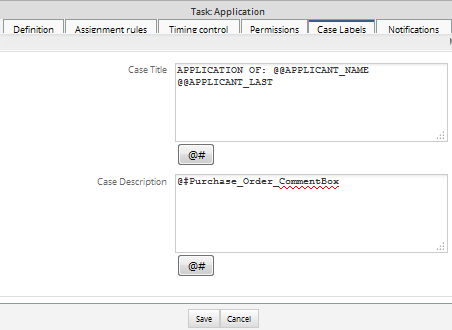 Task: Application
Definition Assignment rules Timing control Permissions Case Labels Notifications
Case Title APPLICATION OF: @@APPLICANT_NAME
@@APPLICANT_LAST
@#
Case Description @‡Purchase_Order_CommentBox
@#
Save Cancel